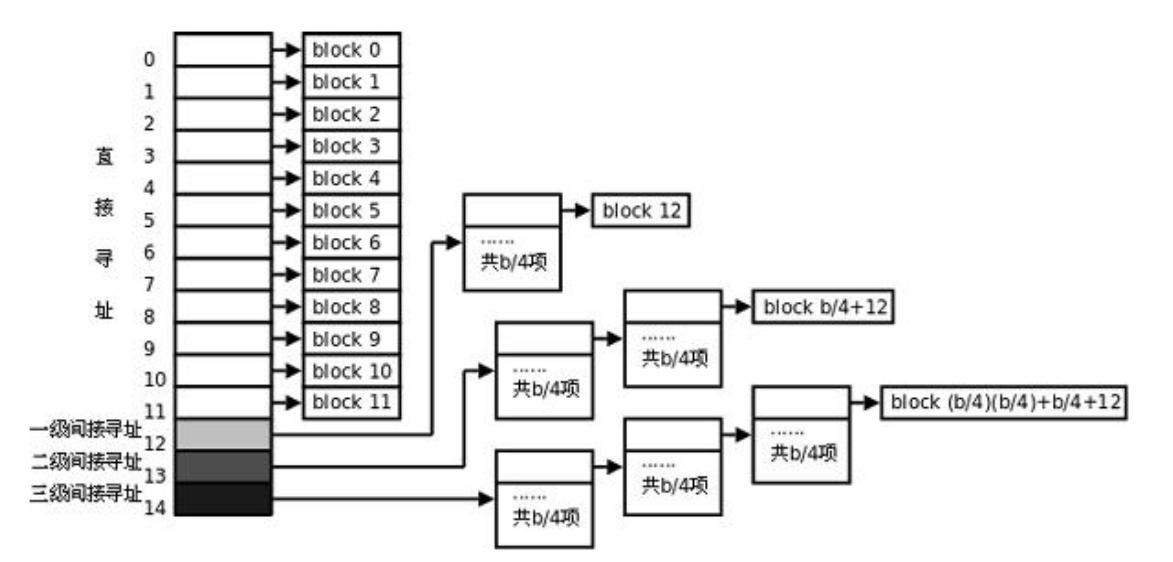 0
1
2
3
4
5
6
7
8
9
10
11
12
13
14
直
接
寻
址
一级间接寻址
二级间接寻址
三级间接寻址
block 0
block 1
block 2
block 3
block 4
block 5
block 6
block 7
block 8
block 9
block 10
block 11
......
共b/4项
block 12
......
共b/4项
......
共b/4项
block b/4+12
......
共b/4项
......
共b/4项
......
共b/4项
block (b/4)(b/4)+b/4+12